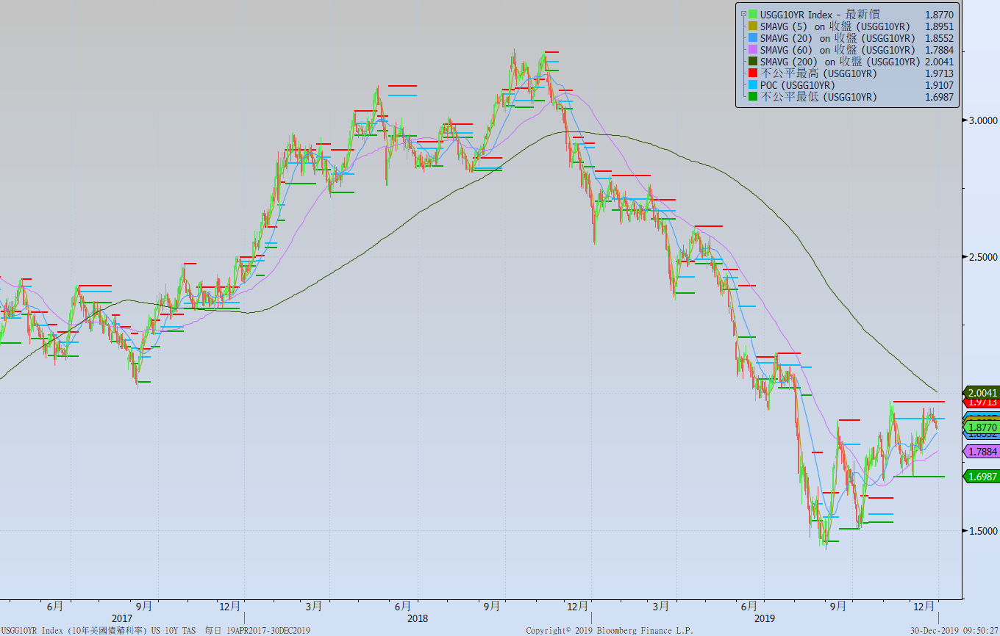 USGG10YR Index - 最新價 1.8770
SMAVG (5) on 收盤 (USGG10YR) 1.8951
SMAVG (20) on 收盤 (USGG10YR) 1.8552
SMAVG (60) on 收盤 (USGG10YR) 1.7884
SMAVG (200) on 收盤 (USGG10YR) 2.0041
不公平最高 (USGG10YR) 1.9713
POC (USGG10YR) 1.9107
不公平最低 (USGG10YR) 1.6987
3.0000
2.5000
2.0041
1.9713
1.8770
1.8552
1.7884
1.6987
1.5000
6月 9月 12月 3月 6月 9月 12月 3月 6月 9月 12月
2017 2018 2019
USGG10YR Index (10年美國債殖利率) US 10Y TAS 每日 19APR2017-30DEC2019 Copyright© 2019 Bloomberg Finance L.P. 30-Dec-2019 09:50:27